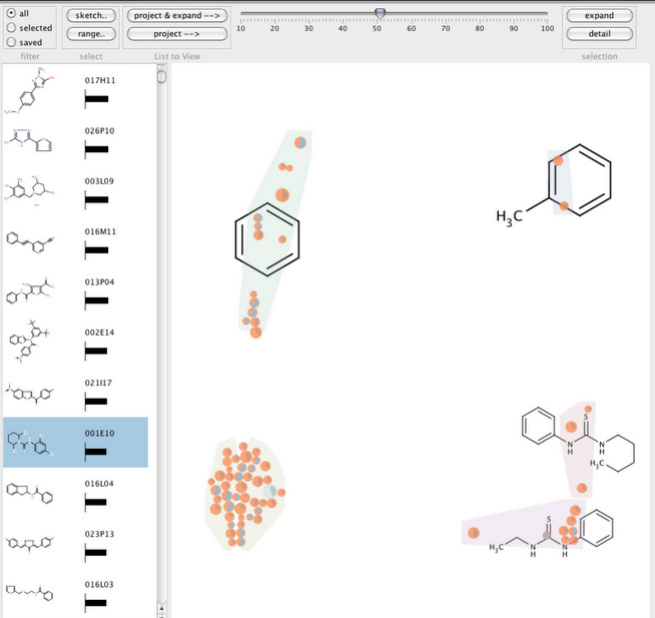 all
selected
saved
filter
sketch..
range..
select
project & expand -->
project -->
List to View
10 20 30 40 50 60 70 80 90 100
expand
detail
selection
017H11
026P10
003L09
016M11
013P04
002E14
021I17
001E10
016L04
023P13
016L03
H₃C
S
N
H
N
H
H₃C
S
H₃C
N
H
N
H